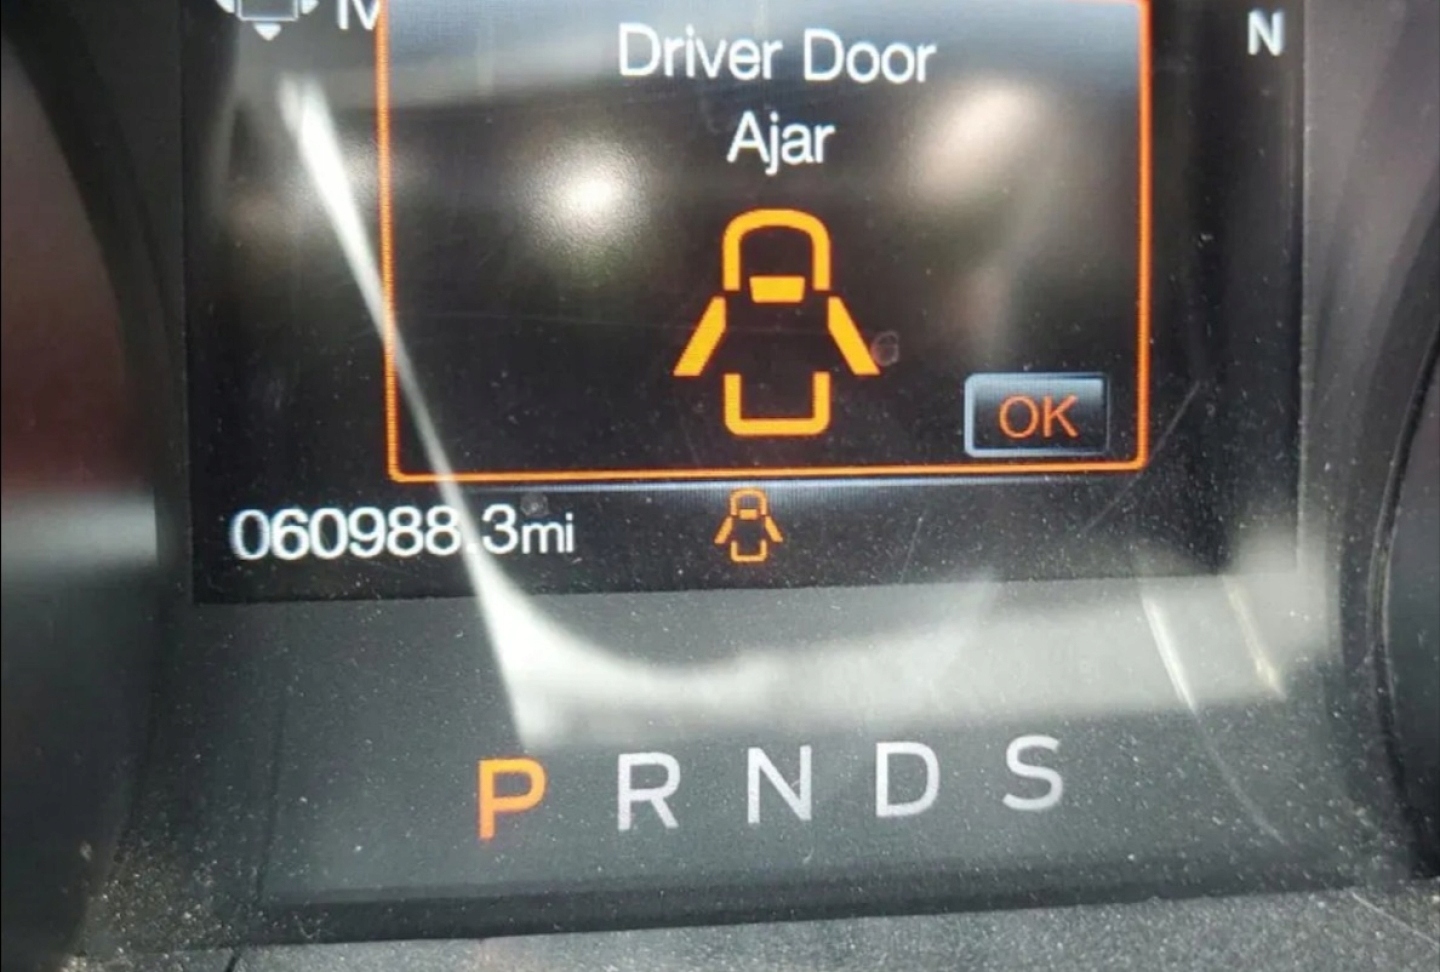 N
Driver Door
Ajar
OK
060988.3mi
P R N D S